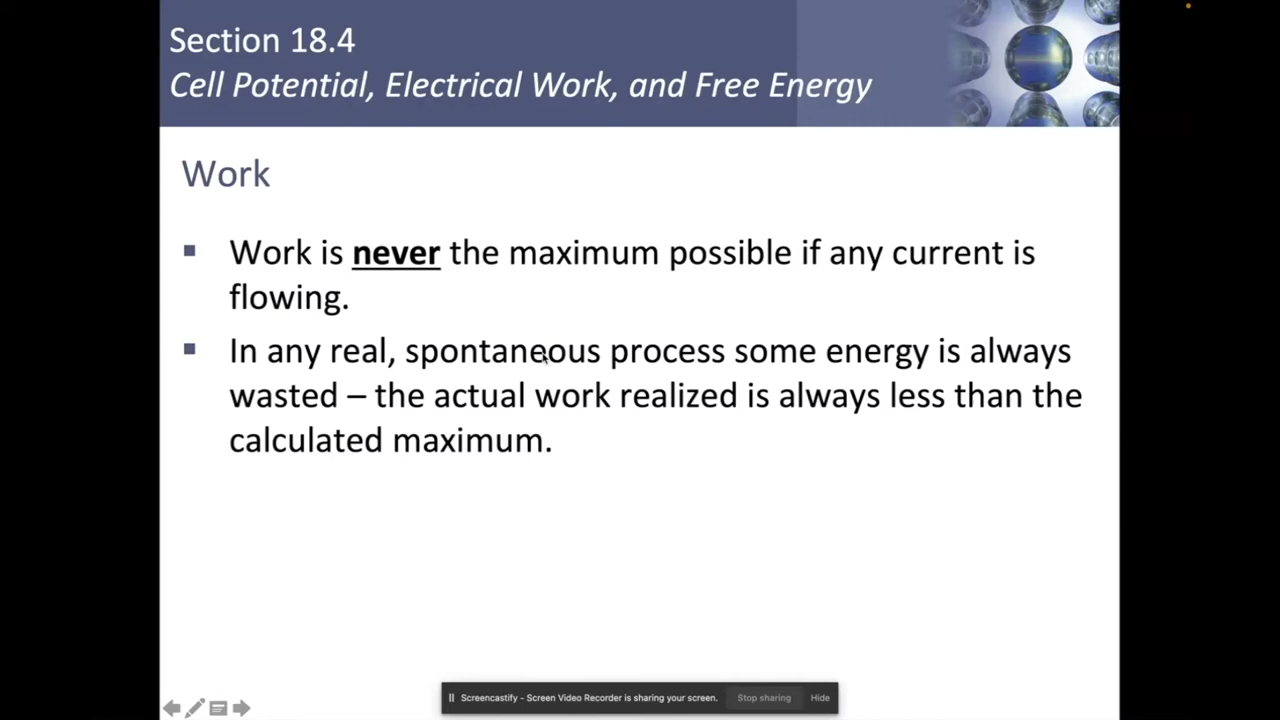 Section 18.4
Cell Potential, Electrical Work, and Free Energy
Work
▪ Work is never the maximum possible if any current is
flowing.
▪ In any real, spontaneous process some energy is always
wasted – the actual work realized is always less than the
calculated maximum.
Screencastify - Screen Video Recorder is sharing your screen. Stop sharing Hide